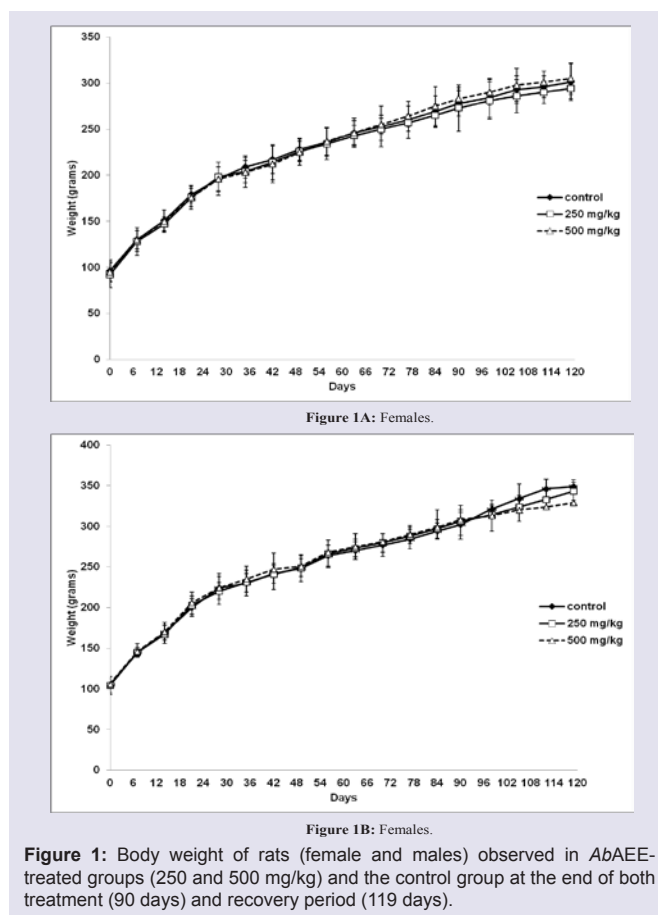 350
300
250
200
150
100
50
0
Weight (grams)
control
250 mg/kg
500 mg/kg
0 6 12 18 24 30 36 42 48 54 60 66 72 78 84 90 96 102 108 114 120
Days
Figure 1A: Females.
400
350
300
250
200
150
100
50
0
Weight (grams)
control
250 mg/kg
500 mg/kg
0 6 12 18 24 30 36 42 48 54 60 66 72 78 84 90 96 102 108 114 120
Days
Figure 1B: Females.
Figure 1: Body weight of rats (female and males) observed in AbAEE-
treated groups (250 and 500 mg/kg) and the control group at the end of both
treatment (90 days) and recovery period (119 days).